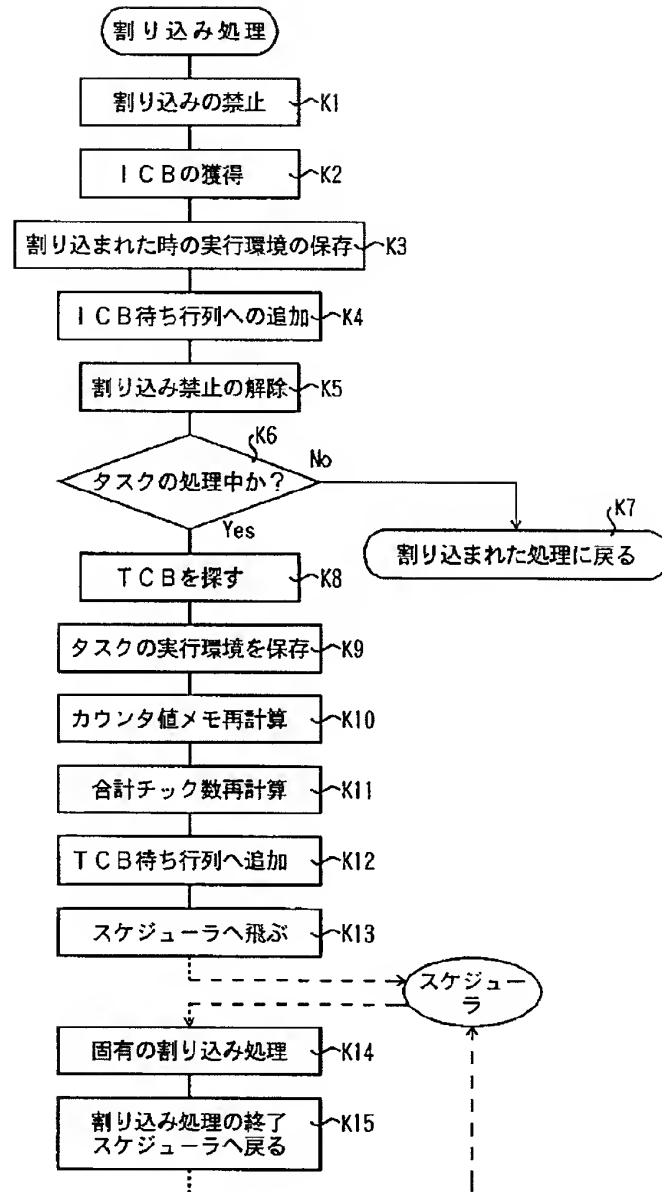 割り込み処理
割り込みの禁止 K1
ICBの獲得 K2
割り込まれた時の実行環境の保存 K3
ICB待ち行列への追加 K4
割り込み禁止の解除 K5
K6
タスクの処理中か？
No
Yes
K7
割り込まれた処理に戻る
TCBを探す K8
タスクの実行環境を保存 K9
カウンタ値メモ再計算 K10
合計チック数再計算 K11
TCB待ち行列へ追加 K12
スケジューラへ飛ぶ K13
スケジュー
ラ
固有の割り込み処理 K14
割り込み処理の終了 K15
スケジューラへ戻る